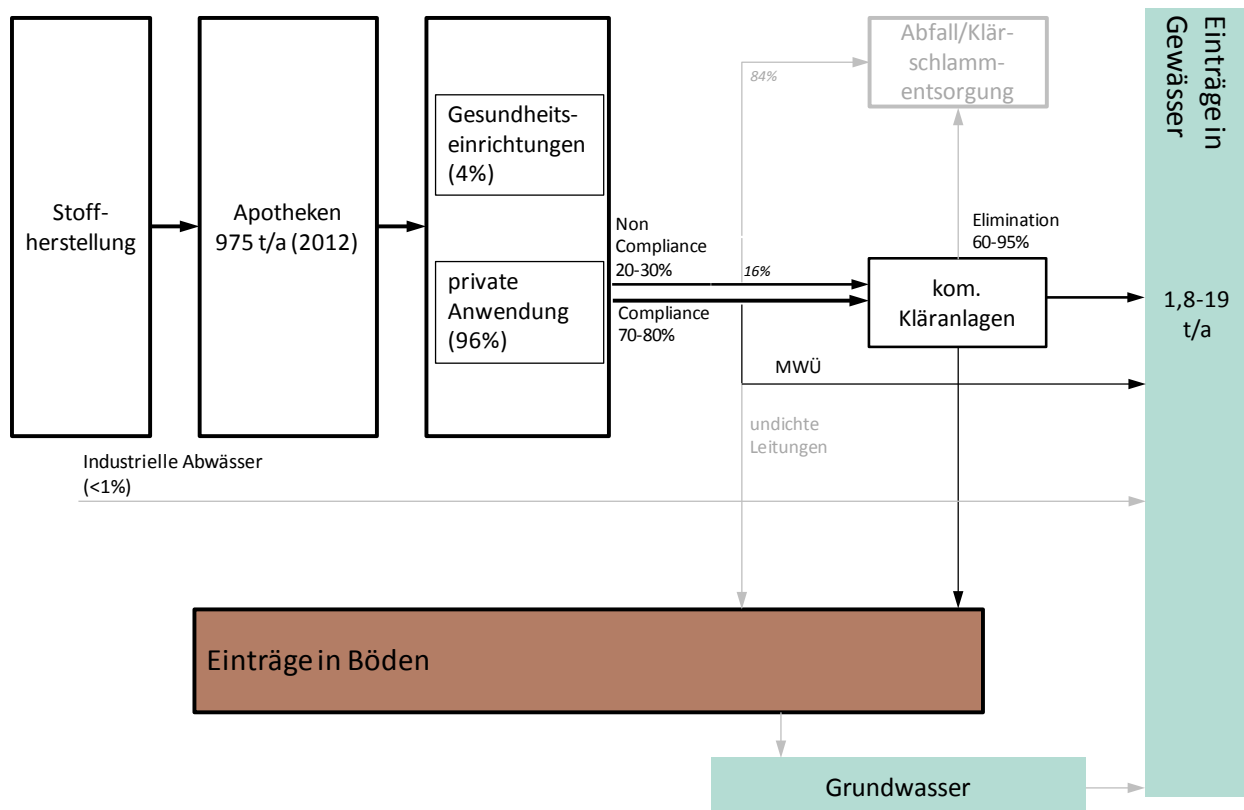 Stoff-
herstellung
Apotheken
975 t/a (2012)
Gesundheits-
einrichtungen
(4%)
private
Anwendung
(96%)
Non
Compliance
20-30%
Compliance
70-80%
84%
16%
Abfall/Klär-
schlamm-
entsorgung
Elimination
60-95%
kom.
Kläranlagen
MWÜ
undichte
Leitungen
Industrielle Abwässer
(<1%)
Einträge in
Gewässer
1,8-19
t/a
Einträge in Böden
Grundwasser